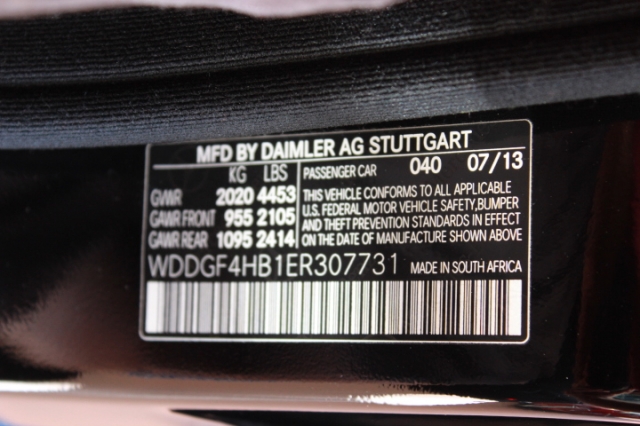 MFD BY DAIMLER AG STUTTGART
KG LBS
GVWR 2020 4453
GAWR FRONT 955 2105
GAWR REAR 1095 2414
PASSENGER CAR 040 07/13
THIS VEHICLE CONFORMS TO ALL APPLICABLE
U.S. FEDERAL MOTOR VEHICLE SAFETY, BUMPER
AND THEFT PREVENTION STANDARDS IN EFFECT
ON THE DATE OF MANUFACTURE SHOWN ABOVE.
WDDGF4HB1ER307731 MADE IN SOUTH AFRICA